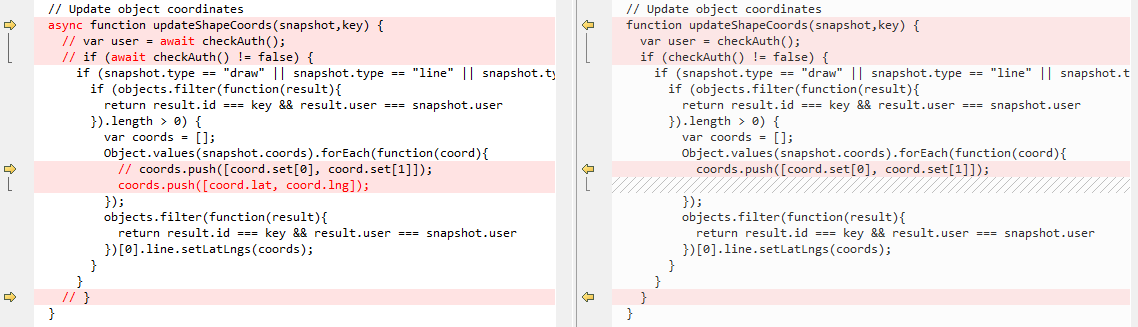 // Update object coordinates
async function updateShapeCoords(snapshot,key) {
// var user = await checkAuth();
// if (await checkAuth() != false) {
if (snapshot.type == "draw" || snapshot.type == "line" || snapshot.ty
if (objects.filter(function(result){
return result.id === key && result.user === snapshot.user
}).length > 0) {
var coords = [];
Object.values(snapshot.coords).forEach(function(coord){
// coords.push([coord.set[0], coord.set[1]]);
coords.push([coord.lat, coord.lng]);
});
objects.filter(function(result){
return result.id === key && result.user === snapshot.user
})[0].line.setLatLngs(coords);
}
}
// }
}
// Update object coordinates
function updateShapeCoords(snapshot,key) {
var user = checkAuth();
if (checkAuth() != false) {
if (snapshot.type == "draw" || snapshot.type == "line" || snapshot.t
if (objects.filter(function(result){
return result.id === key && result.user === snapshot.user
}).length > 0) {
var coords = [];
Object.values(snapshot.coords).forEach(function(coord){
coords.push([coord.set[0], coord.set[1]]);
});
objects.filter(function(result){
return result.id === key && result.user === snapshot.user
})[0].line.setLatLngs(coords);
}
}
}
}